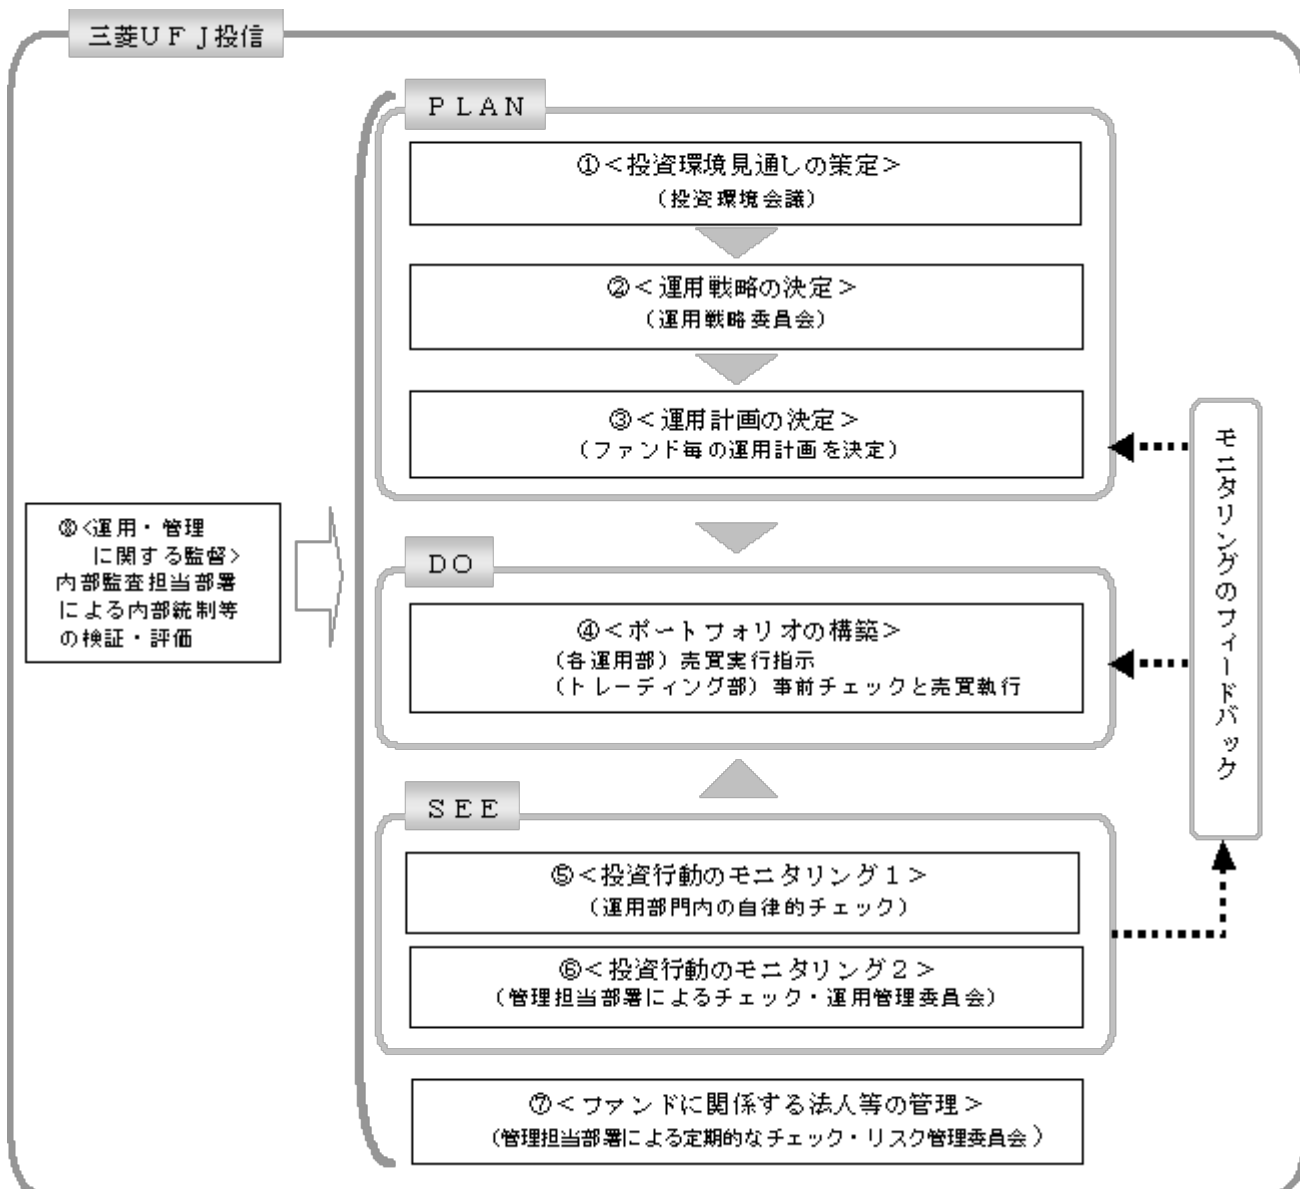 三菱ＵＦＪ投信
ＰＬＡＮ
①＜投資環境見通しの策定＞
（投資環境会議）
②＜運用戦略の決定＞
（運用戦略委員会）
③＜運用計画の決定＞
（ファンド毎の運用計画を決定）
ＤＯ
④＜ポートフォリオの構築＞
（各運用部）売買実行指示
（トレーディング部）事前チェックと売買執行
ＳＥＥ
⑤＜投資行動のモニタリング１＞
（運用部門内の自律的チェック）
⑥＜投資行動のモニタリング２＞
（管理担当部署によるチェック・運用管理委員会）
⑦＜ファンドに関係する法人等の管理＞
（管理担当部署による定期的なチェック・リスク管理委員会）
⑧＜運用・管理
に関する監督＞
内部監査担当部署
による内部統制等
の検証・評価
モニタリングのフィードバック